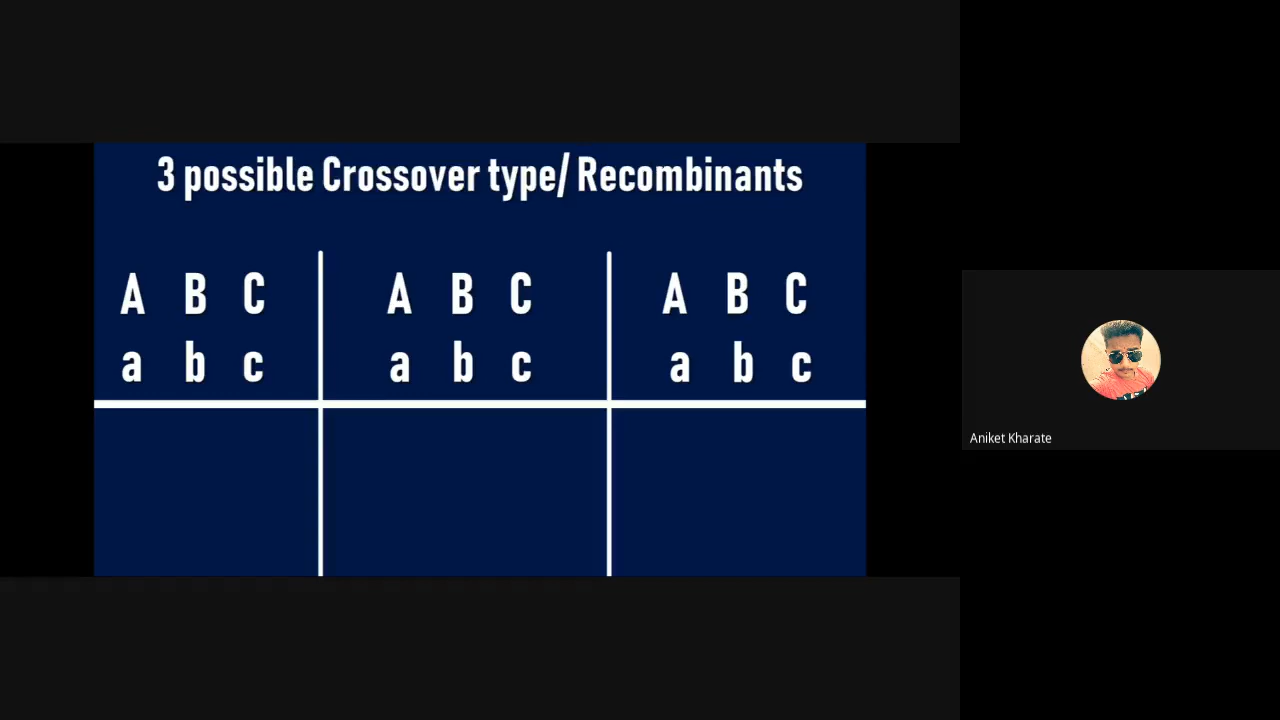 3 possible Crossover type/ Recombinants
A B C A B C A B C
a b c a b c a b c
Aniket Kharate